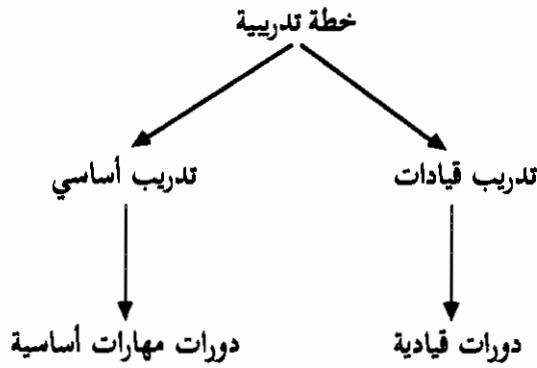 خطة تدريبية
تدريب قيادات
تدريب أساسي
دورات قيادية
دورات مهارات أساسية